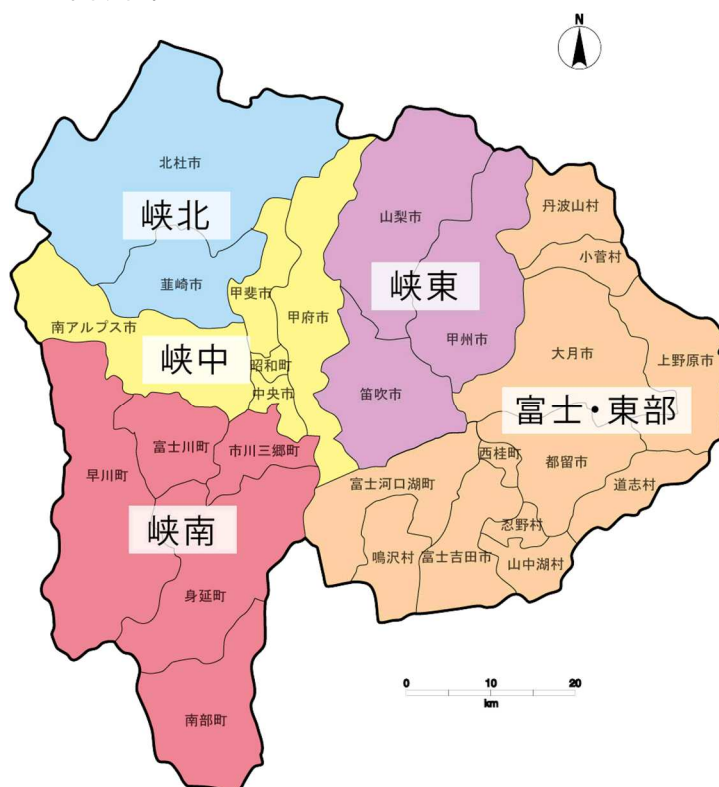 N
北杜市
峡北
韮崎市
甲斐市
甲府市
山梨市
峡東
甲州市
笛吹市
丹波山村
小菅村
大月市
上野原市
富士・東部
南アルプス市
峡中
昭和町
中央市
富士川町
市川三郷町
早川町
峡南
身延町
南部町
富士河口湖町
西桂町
都留市
道志村
忍野村
鳴沢村
富士吉田市
山中湖村
0 10 20
km